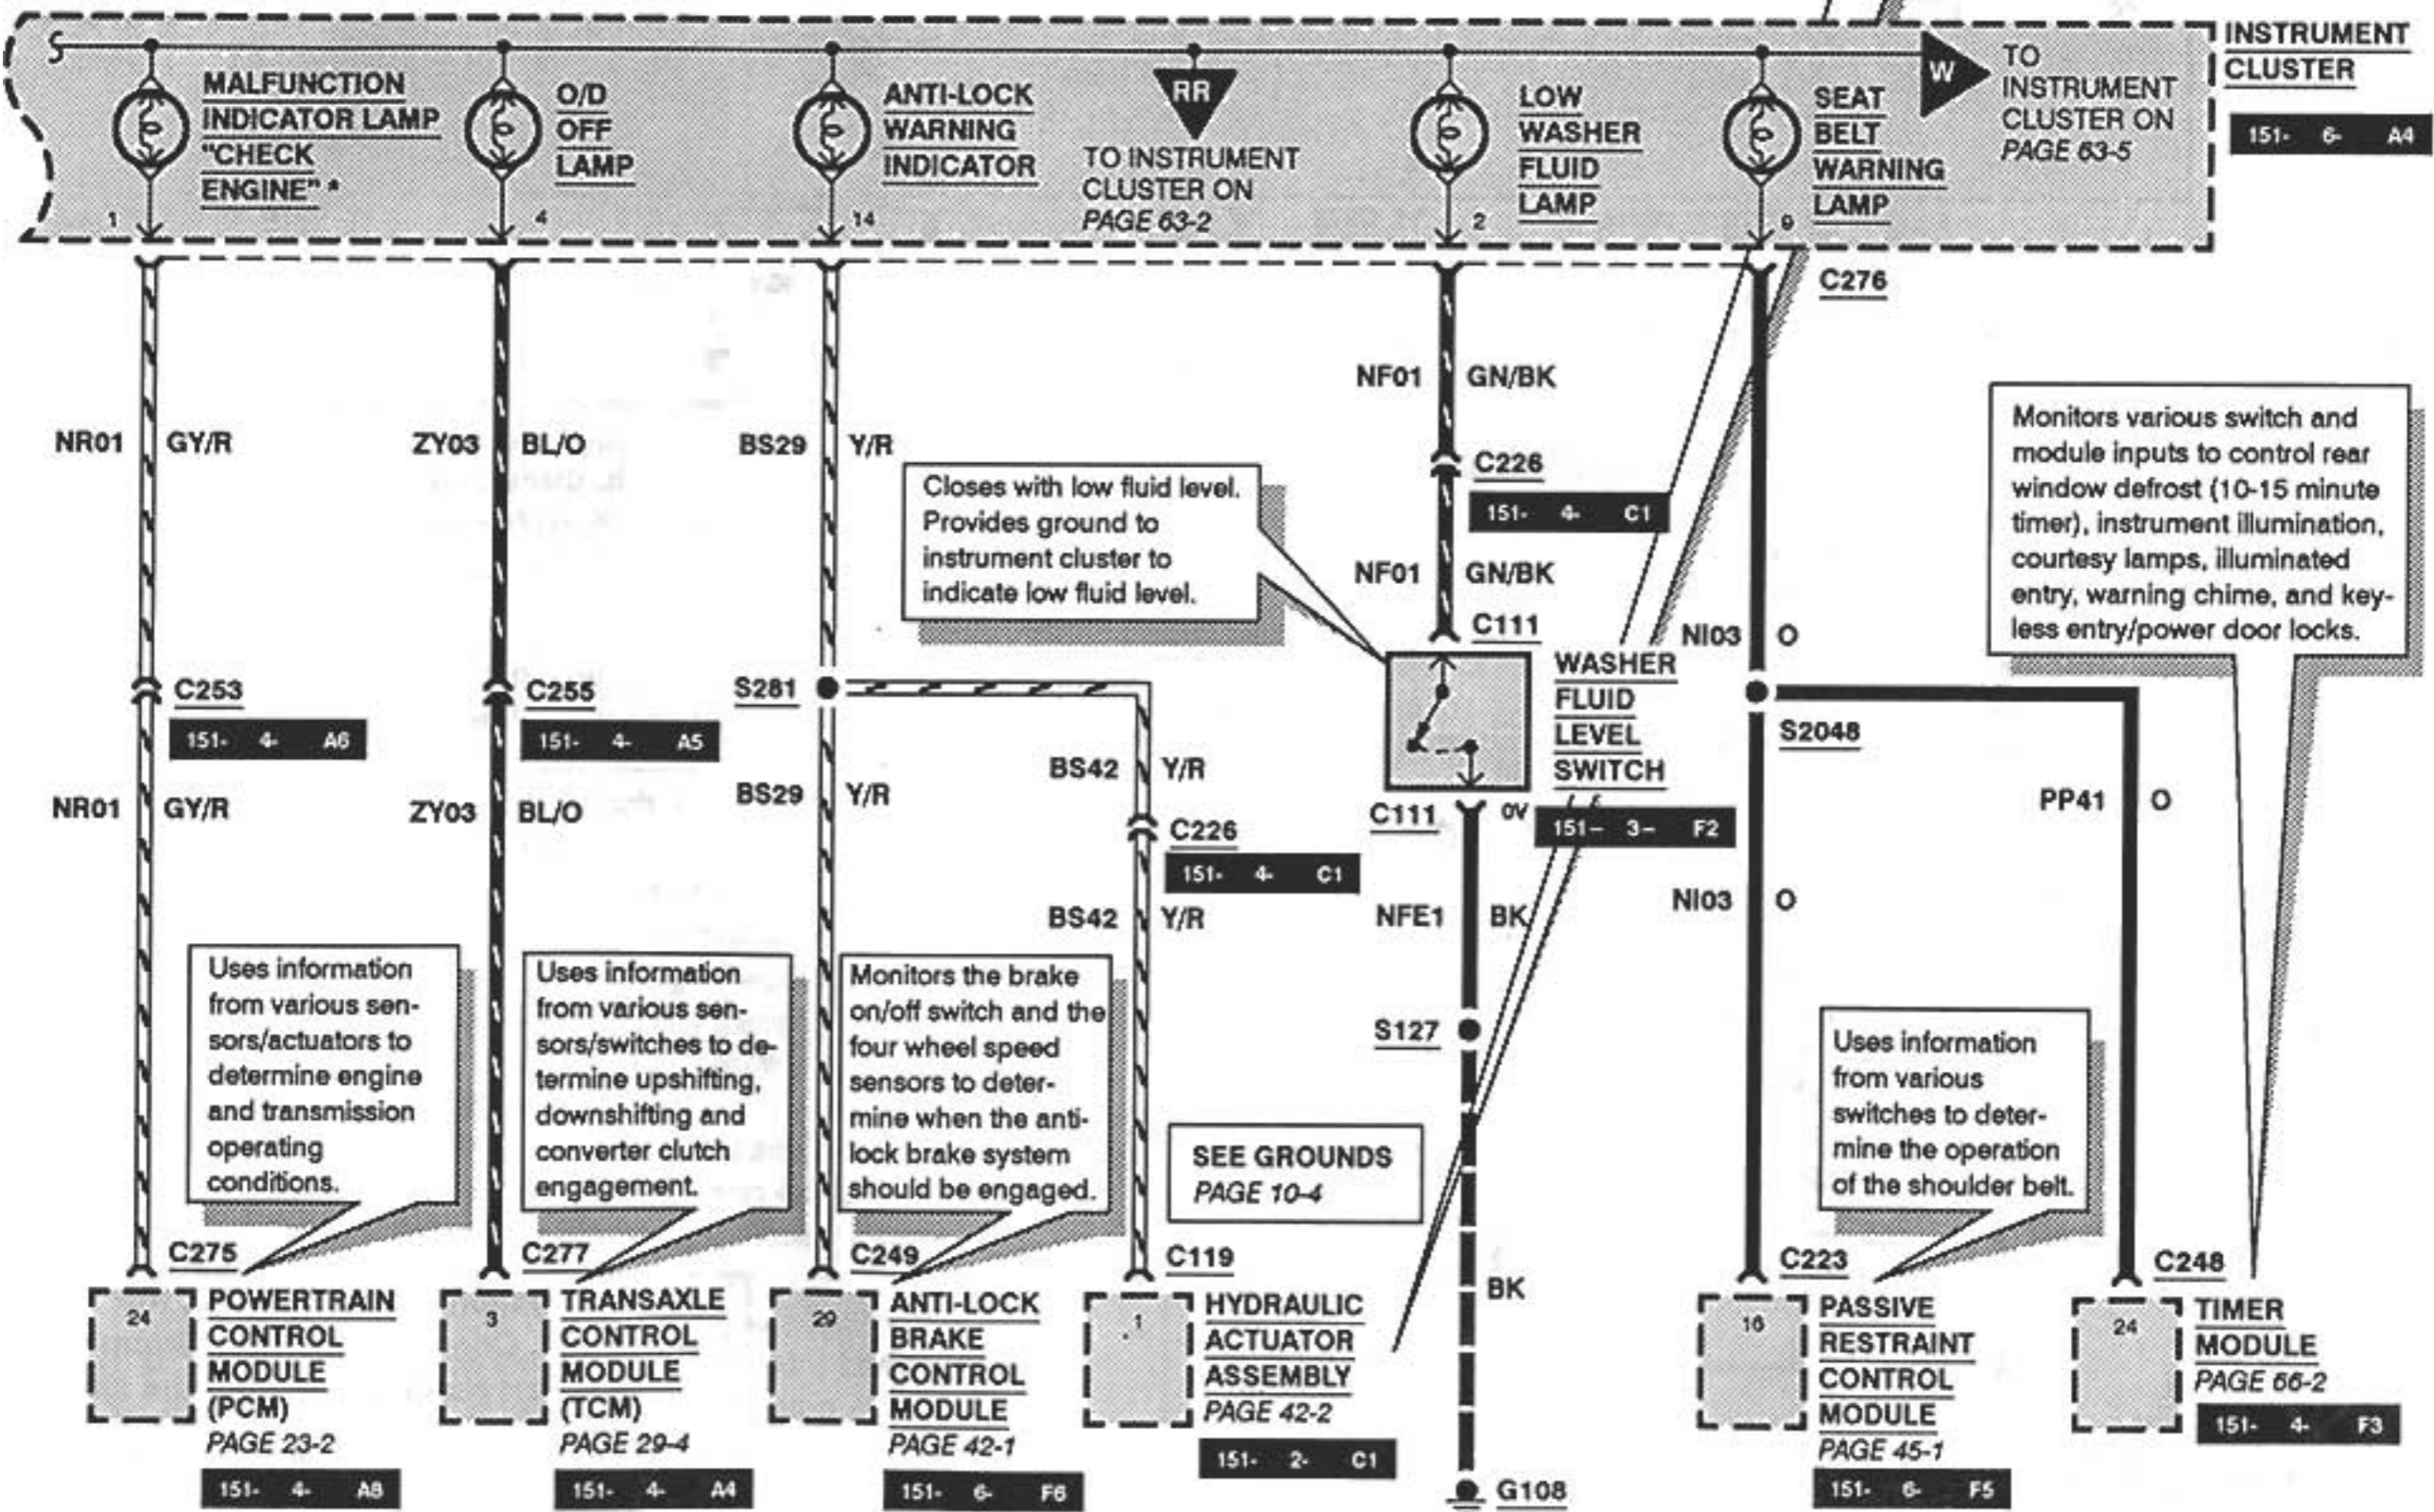 INSTRUMENT
CLUSTER
151- 6- A4
MALFUNCTION
INDICATOR LAMP
"CHECK
ENGINE" *
1
O/D
OFF
LAMP
4
ANTI-LOCK
WARNING
INDICATOR
14
RR
TO INSTRUMENT
CLUSTER ON
PAGE 63-2
LOW
WASHER
FLUID
LAMP
2
SEAT
BELT
WARNING
LAMP
9
W
TO
INSTRUMENT
CLUSTER ON
PAGE 63-5
C276
NR01 GY/R
ZY03 BL/O
BS29 Y/R
NF01 GN/BK
C226
151- 4- C1
NF01 GN/BK
C111
Closes with low fluid level.
Provides ground to
instrument cluster to
indicate low fluid level.
Monitors various switch and
module inputs to control rear
window defrost (10-15 minute
timer), instrument illumination,
courtesy lamps, illuminated
entry, warning chime, and key-
less entry/power door locks.
NI03 O
C253
151- 4- A6
C255
151- 4- A5
S281
WASHER
FLUID
LEVEL
SWITCH
151- 3- F2
S2048
NR01 GY/R
ZY03 BL/O
BS29 Y/R
BS42 Y/R
C226
151- 4- C1
BS42 Y/R
C111 0V
NFE1 BK
NI03 O
PP41 O
S127
Uses information
from various sen-
sors/actuators to
determine engine
and transmission
operating
conditions.
Uses information
from various sen-
sors/switches to de-
termine upshifting,
downshifting and
converter clutch
engagement.
Monitors the brake
on/off switch and the
four wheel speed
sensors to deter-
mine when the anti-
lock brake system
should be engaged.
SEE GROUNDS
PAGE 10-4
Uses information
from various
switches to deter-
mine the operation
of the shoulder belt.
C275
24
POWERTRAIN
CONTROL
MODULE
(PCM)
PAGE 23-2
151- 4- A8
C277
3
TRANSAXLE
CONTROL
MODULE
(TCM)
PAGE 29-4
151- 4- A4
C249
29
ANTI-LOCK
BRAKE
CONTROL
MODULE
PAGE 42-1
151- 6- F6
C119
1
HYDRAULIC
ACTUATOR
ASSEMBLY
PAGE 42-2
151- 2- C1
BK
G108
C223
16
PASSIVE
RESTRAINT
CONTROL
MODULE
PAGE 45-1
151- 6- F5
C248
24
TIMER
MODULE
PAGE 66-2
151- 4- F3